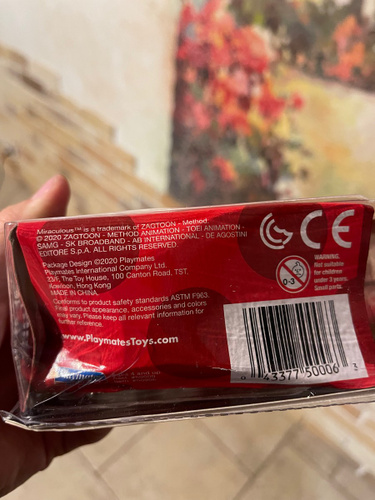 Miraculous™ is a trademark of ZAGTOON - Method.
© 2020 ZAGTOON - METHOD ANIMATION - TOEI ANIMATION -
SAMG - SK BROADBAND - AB INTERNATIONAL - DE AGOSTINI
EDITORE S.p.A. ALL RIGHTS RESERVED.
Package Design ©2020 Playmates
Playmates International Company Ltd.
23/F, The Toy House, 100 Canton Road, TST.
Kowloon, Hong Kong
MADE IN CHINA.
Conforms to product safety standards ASTM F963.
Final product appearance, accessories and colors
may vary. Please keep all relevant information for
further reference.
www.PlaymatesToys.com
CE
0-3
WARNING.
Not suitable
for children
under 3 years.
Small parts.
43377 50006 3